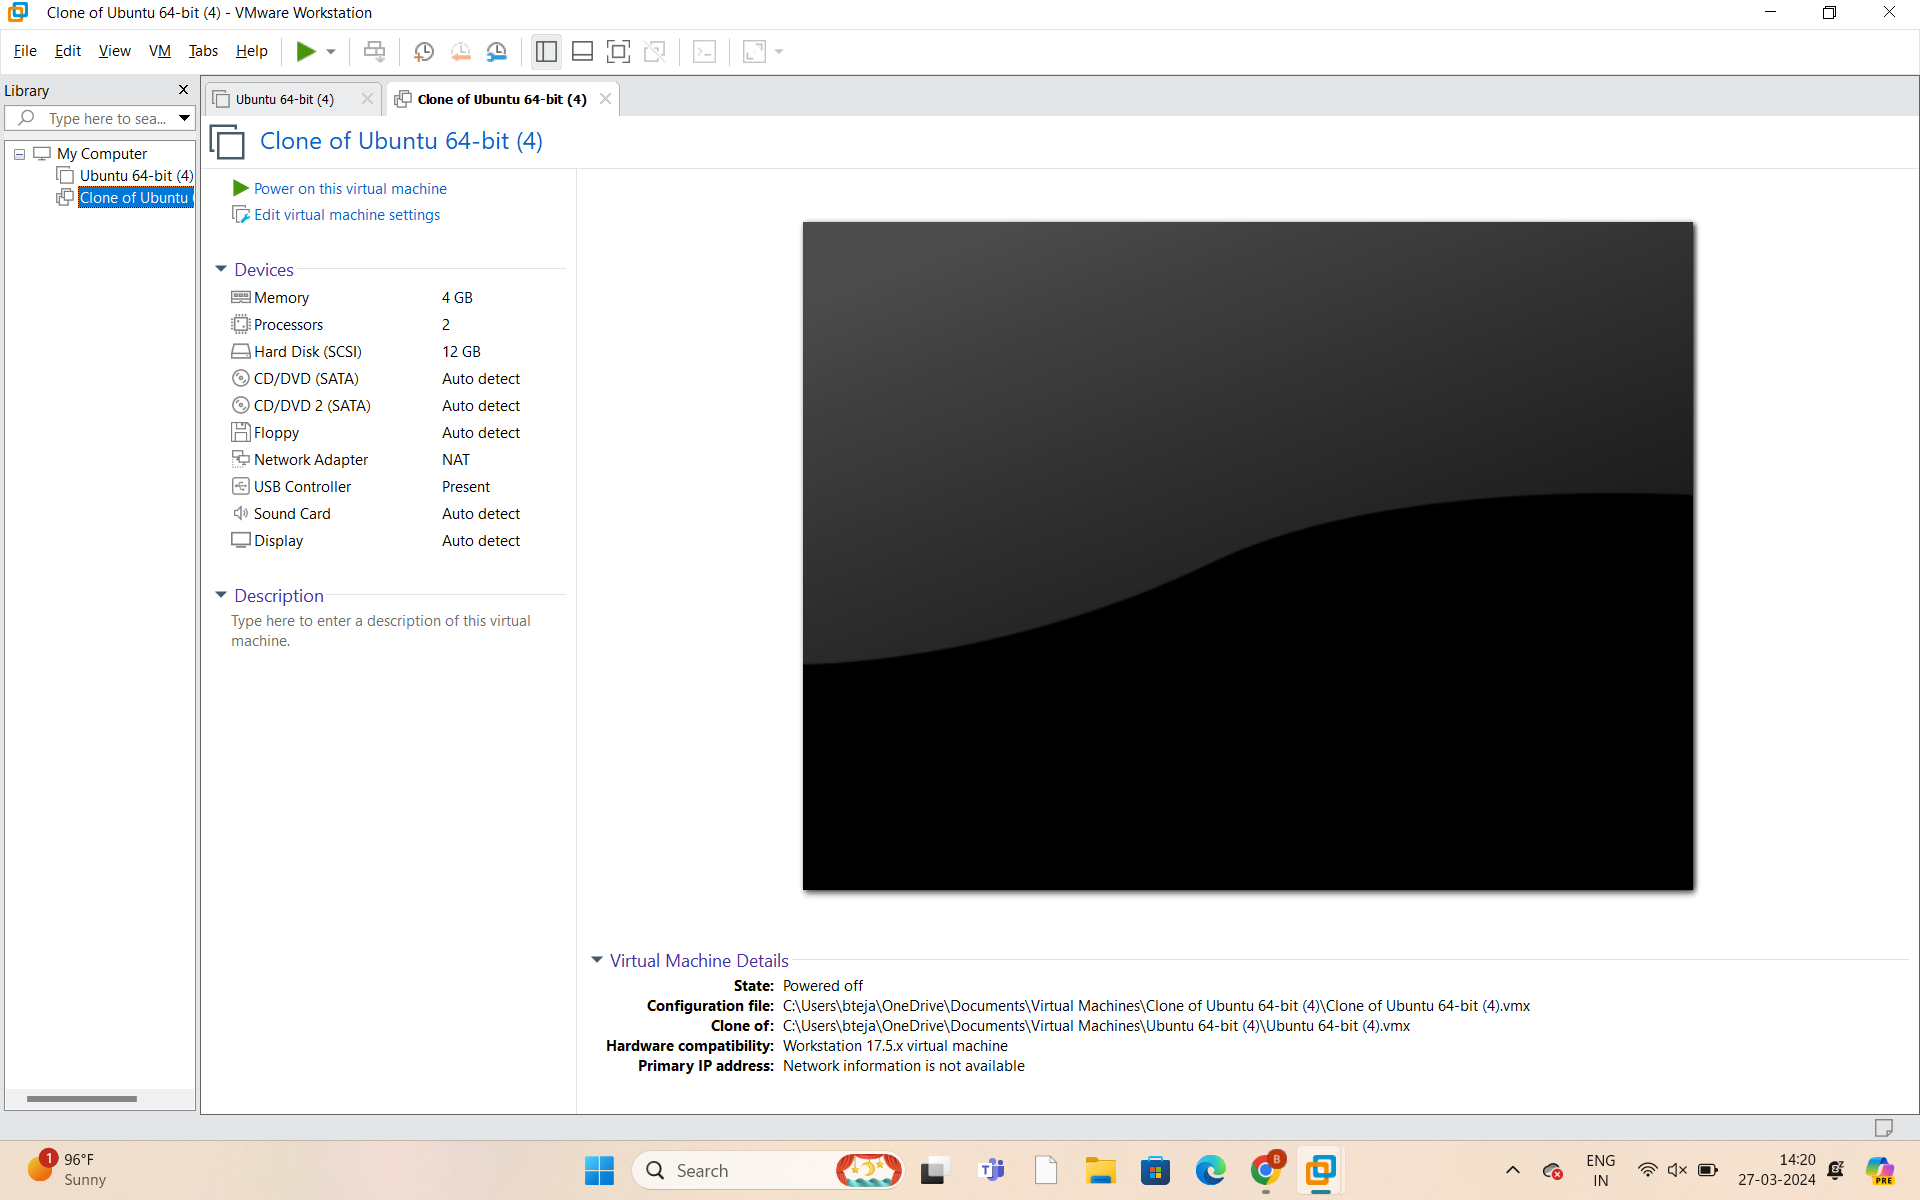 Clone of Ubuntu 64-bit (4) - VMware Workstation
File Edit View VM Tabs Help
Library
Type here to sea...
My Computer
Ubuntu 64-bit (4)
Clone of Ubuntu
Ubuntu 64-bit (4)
Clone of Ubuntu 64-bit (4)
Clone of Ubuntu 64-bit (4)
Power on this virtual machine
Edit virtual machine settings
Devices
Memory 4 GB
Processors 2
Hard Disk (SCSI) 12 GB
CD/DVD (SATA) Auto detect
CD/DVD 2 (SATA) Auto detect
Floppy Auto detect
Network Adapter NAT
USB Controller Present
Sound Card Auto detect
Display Auto detect
Description
Type here to enter a description of this virtual
machine.
Virtual Machine Details
State: Powered off
Configuration file: C:\Users\bteja\OneDrive\Documents\Virtual Machines\Clone of Ubuntu 64-bit (4)\Clone of Ubuntu 64-bit (4).vmx
Clone of: C:\Users\bteja\OneDrive\Documents\Virtual Machines\Ubuntu 64-bit (4)\Ubuntu 64-bit (4).vmx
Hardware compatibility: Workstation 17.5.x virtual machine
Primary IP address: Network information is not available
1
96°F
Sunny
Search
B
ENG
IN
14:20
27-03-2024
PRE